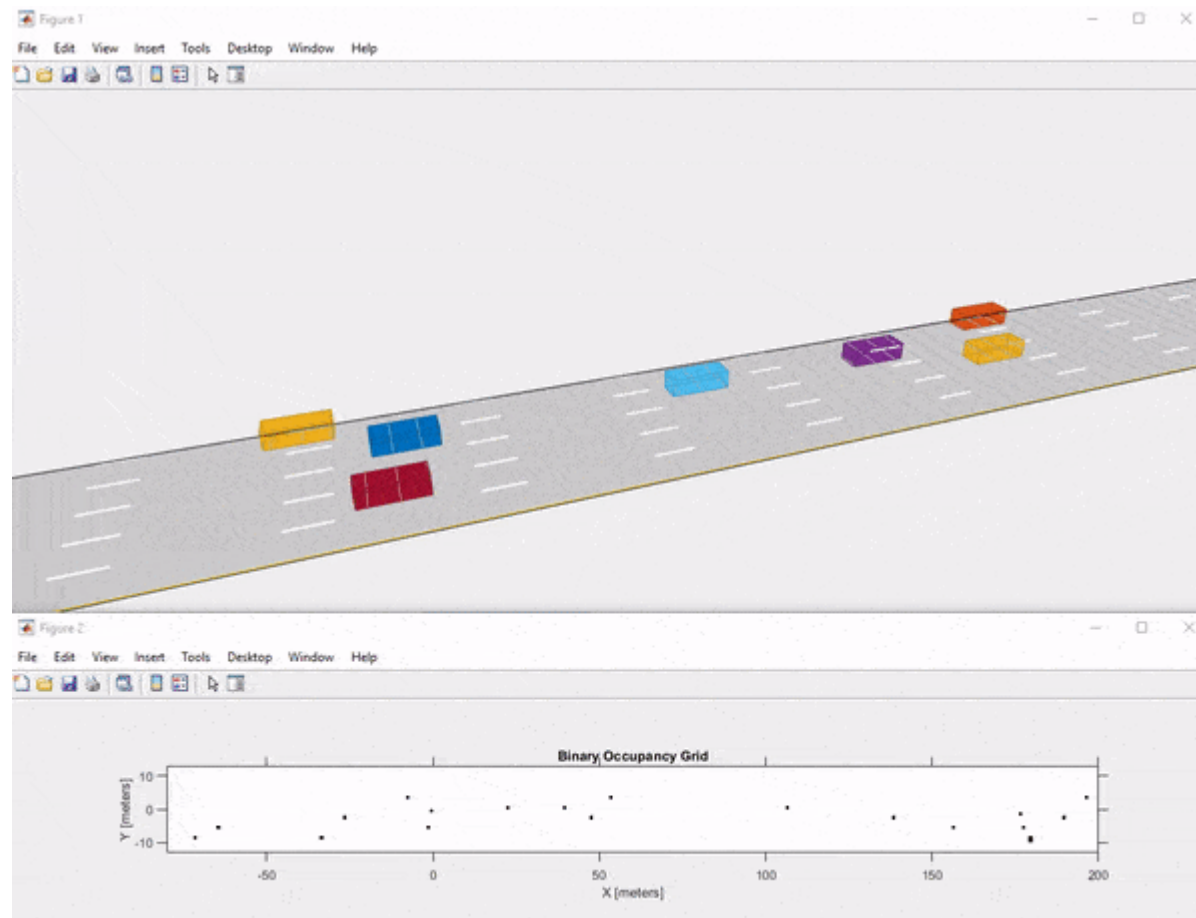 Figure 1
File Edit View Insert Tools Desktop Window Help
Figure 2
File Edit View Insert Tools Desktop Window Help
Binary Occupancy Grid
10
0
-10
Y [meters]
-50 0 50 100 150 200
X [meters]